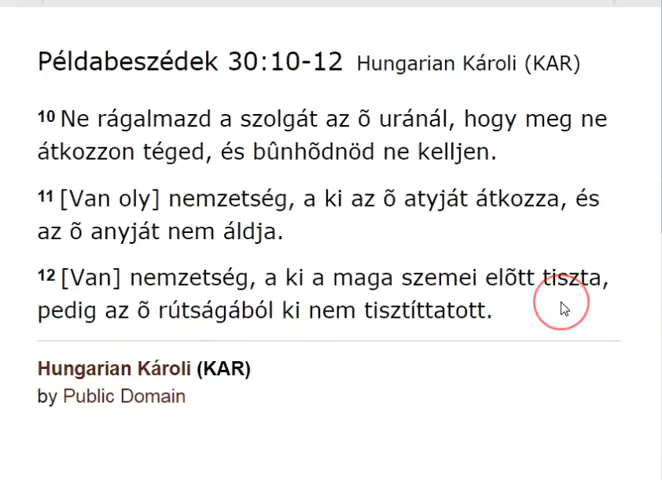 Példabeszédek 30:10-12 Hungarian Károli (KAR)
10 Ne rágalmazd a szolgát az õ uránál, hogy meg ne
átkozzon téged, és bûnhõdnöd ne kelljen.
11 [Van oly] nemzetség, a ki az õ atyját átkozza, és
az õ anyját nem áldja.
12 [Van] nemzetség, a ki a maga szemei elõtt tiszta,
pedig az õ rútságából ki nem tisztíttatott.
Hungarian Károli (KAR)
by Public Domain